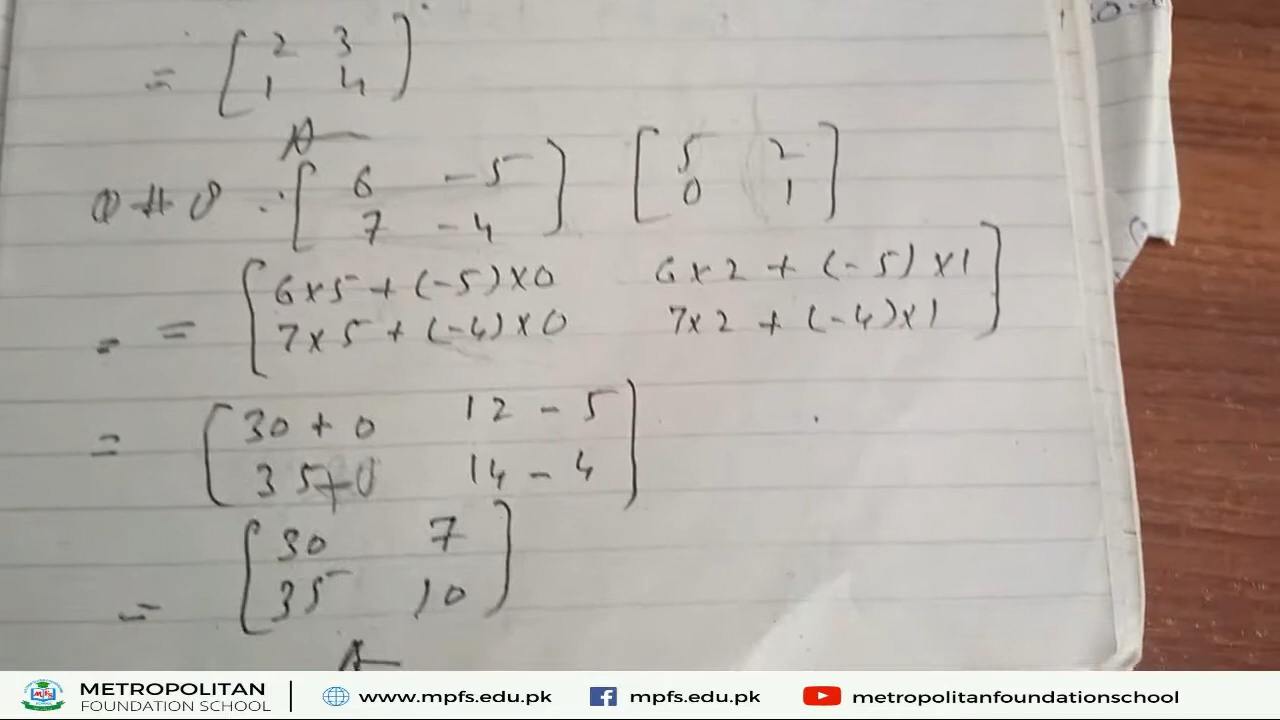 = [ 2 3
1 4 ]
A
Q # 8 ∴ [ 6 -5
7 -4 ] [ 5 2
0 1 ]
= = [ 6×5+(-5)×0 6×2+(-5)×1
7×5+(-4)×0 7×2+(-4)×1 ]
= [ 30+0 12-5
35+0 14-4 ]
= [ 30 7
35 10 ]
A
METROPOLITAN
FOUNDATION SCHOOL
www.mpfs.edu.pk
mpfs.edu.pk
metropolitanfoundationschool